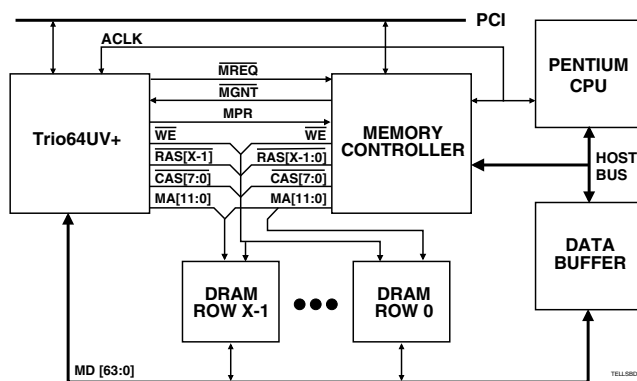 PCI
ACLK
PENTIUM
CPU
MREQ
MGNT
MPR
Trio64UV+
MEMORY
CONTROLLER
WE
WE
RAS[X-1]
RAS[X-1:0]
CAS[7:0]
CAS[7:0]
MA[11:0]
MA[11:0]
HOST
BUS
DATA
BUFFER
DRAM
ROW X-1
DRAM
ROW 0
MD [63:0]
TELLSBD